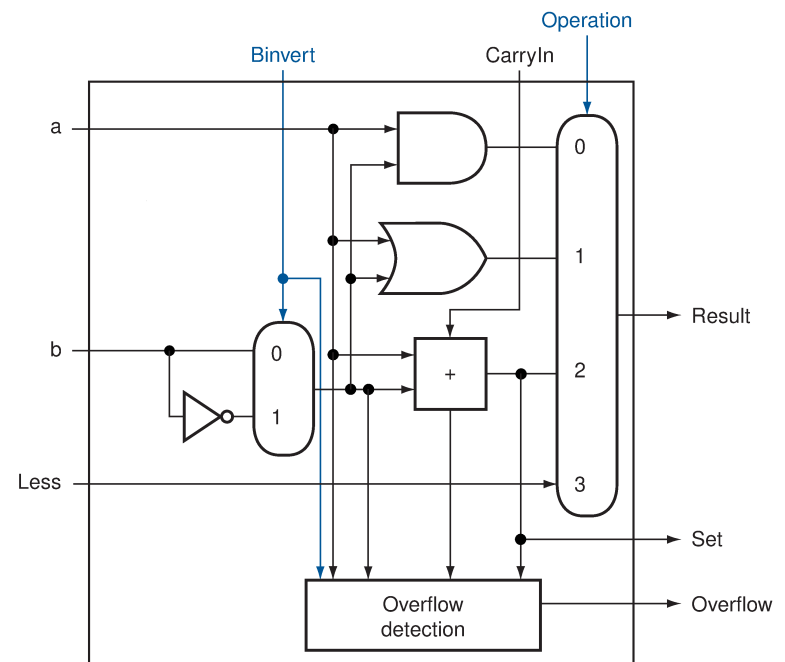 Operation
Binvert
CarryIn
a
0
1
Result
b
0
1
+
2
Less
3
Set
Overflow
detection
Overflow